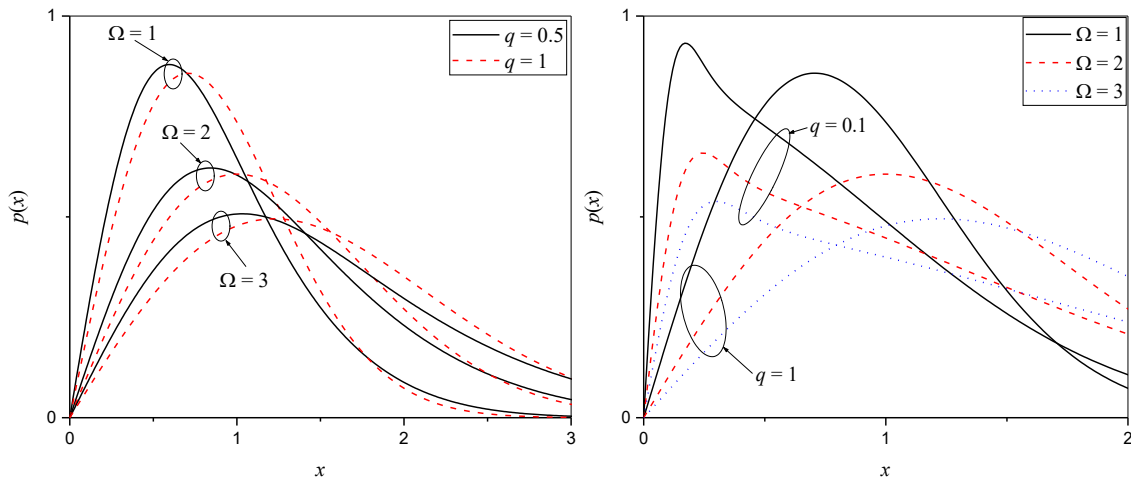 1
Ω = 1
q = 0.5
q = 1
Ω = 2
p(x)
Ω = 3
0
0
1
2
3
x
1
Ω = 1
Ω = 2
Ω = 3
q = 0.1
p(x)
q = 1
0
0
1
2
x